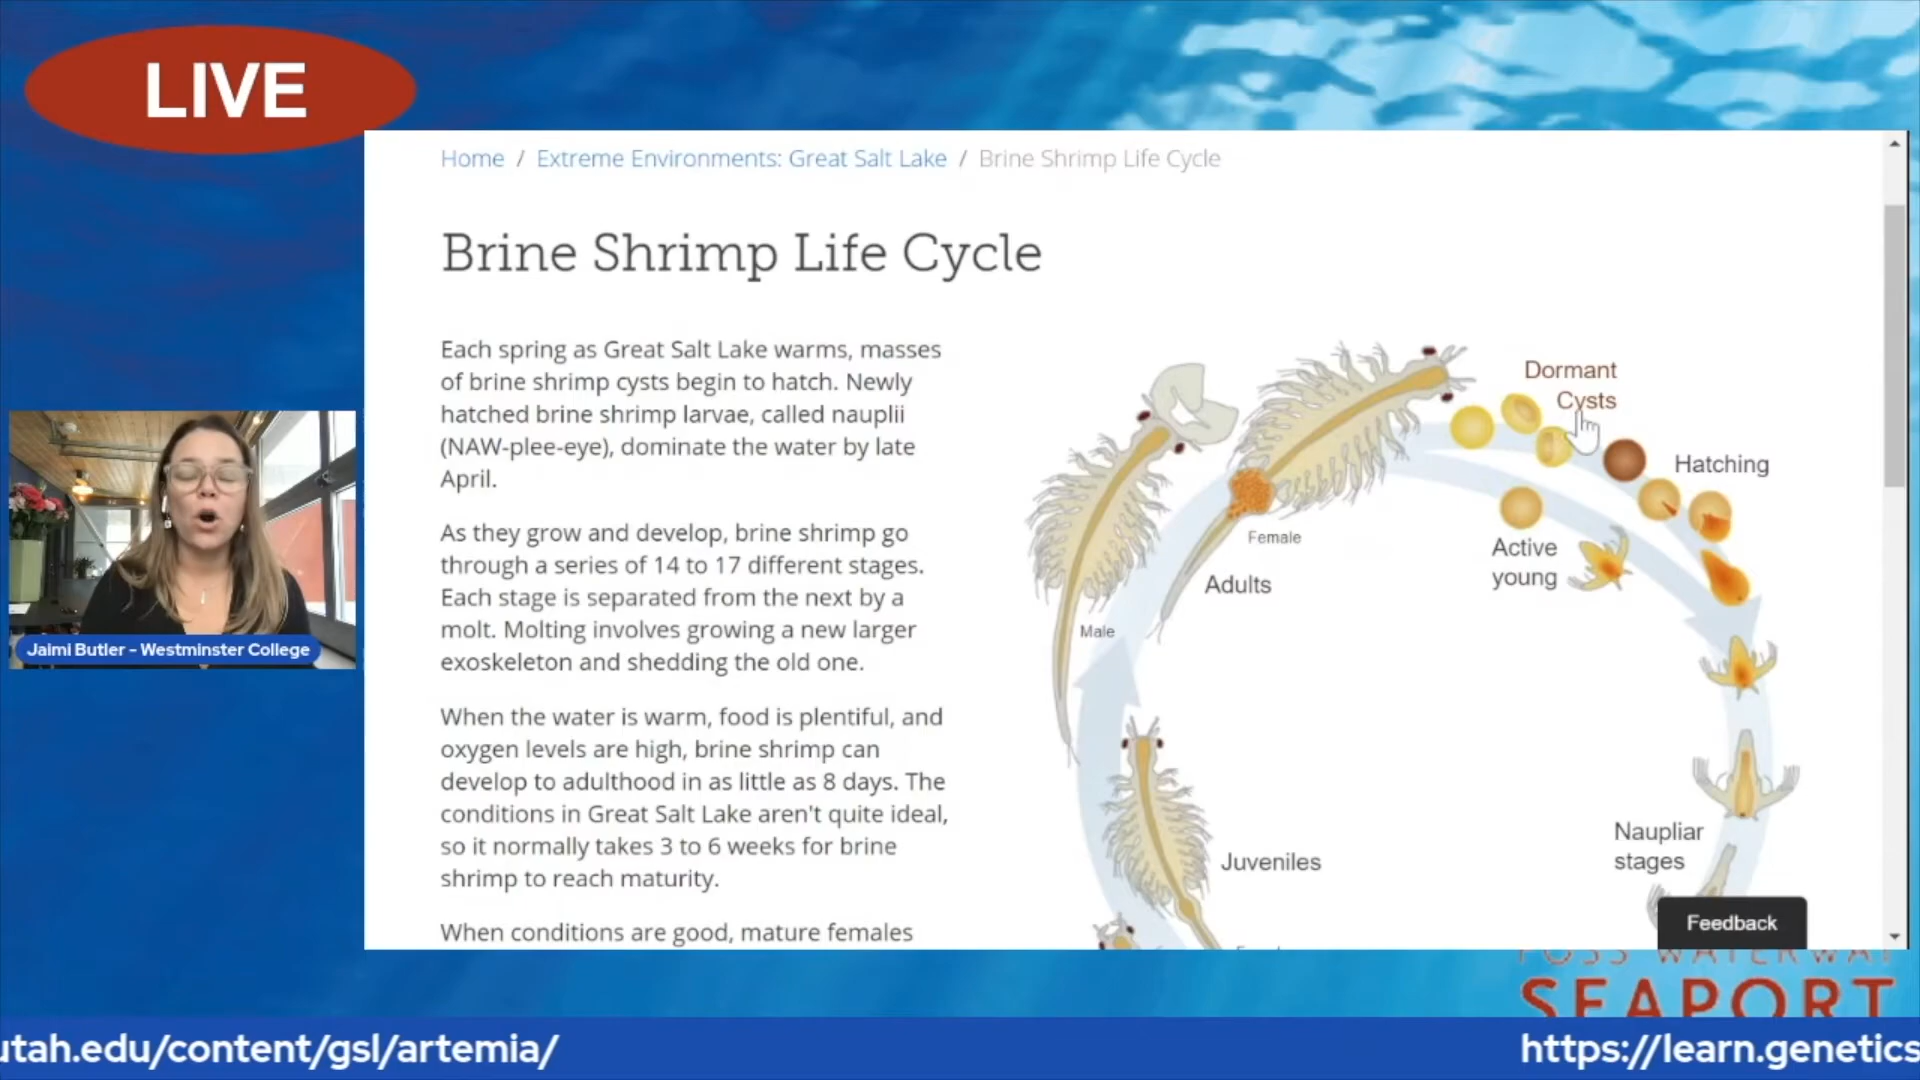 LIVE
Home / Extreme Environments: Great Salt Lake / Brine Shrimp Life Cycle
Brine Shrimp Life Cycle
Each spring as Great Salt Lake warms, masses
of brine shrimp cysts begin to hatch. Newly
hatched brine shrimp larvae, called nauplii
(NAW-plee-eye), dominate the water by late
April.
As they grow and develop, brine shrimp go
through a series of 14 to 17 different stages.
Each stage is separated from the next by a
molt. Molting involves growing a new larger
exoskeleton and shedding the old one.
When the water is warm, food is plentiful, and
oxygen levels are high, brine shrimp can
develop to adulthood in as little as 8 days. The
conditions in Great Salt Lake aren't quite ideal,
so it normally takes 3 to 6 weeks for brine
shrimp to reach maturity.
When conditions are good, mature females
Dormant
Cysts
Hatching
Active
young
Female
Adults
Male
Juveniles
Naupliar
stages
Feedback
Jaimi Butler - Westminster College
FOSS WATERWAY
SEAPORT
utah.edu/content/gsl/artemia/
https://learn.genetics